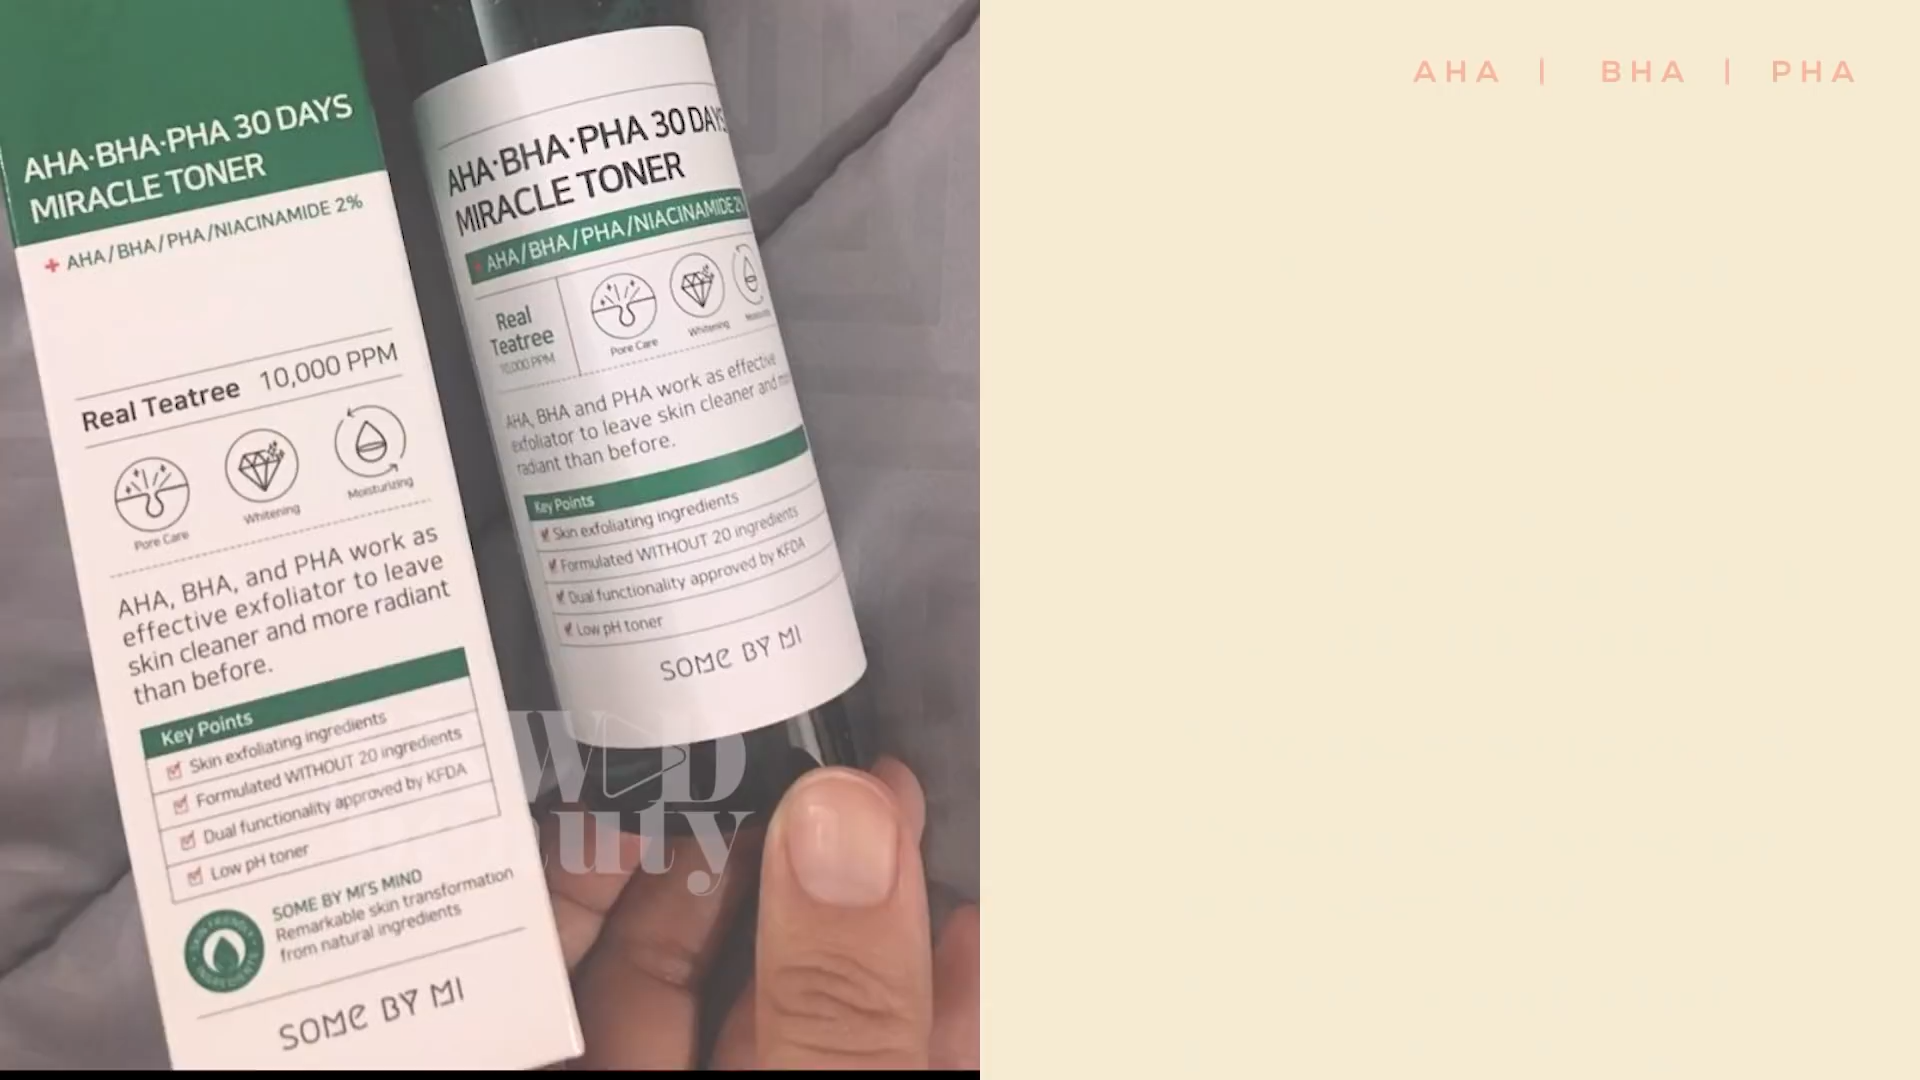 AHA | BHA | PHA
AHA·BHA·PHA 30 DAYS
MIRACLE TONER
+ AHA/BHA/PHA/NIACINAMIDE 2%
Real Teatree 10,000 PPM
Pore Care
Whitening
Moisturizing
AHA, BHA, and PHA work as
effective exfoliator to leave
skin cleaner and more radiant
than before.
Key Points
Skin exfoliating ingredients
Formulated WITHOUT 20 ingredients
Dual functionality approved by KFDA
Low pH toner
SOME BY MI'S MIND
Remarkable skin transformation
from natural ingredients
SOME BY MI
AHA·BHA·PHA 30 DAYS
MIRACLE TONER
+ AHA/BHA/PHA/NIACINAMIDE 2%
Real
Teatree
10,000 PPM
Pore Care
Whitening
AHA, BHA and PHA work as effective
exfoliator to leave skin cleaner and
radiant than before.
Key Points
Skin exfoliating ingredients
Formulated WITHOUT 20 ingredients
Dual functionality approved by KFDA
Low pH toner
SOME BY MI